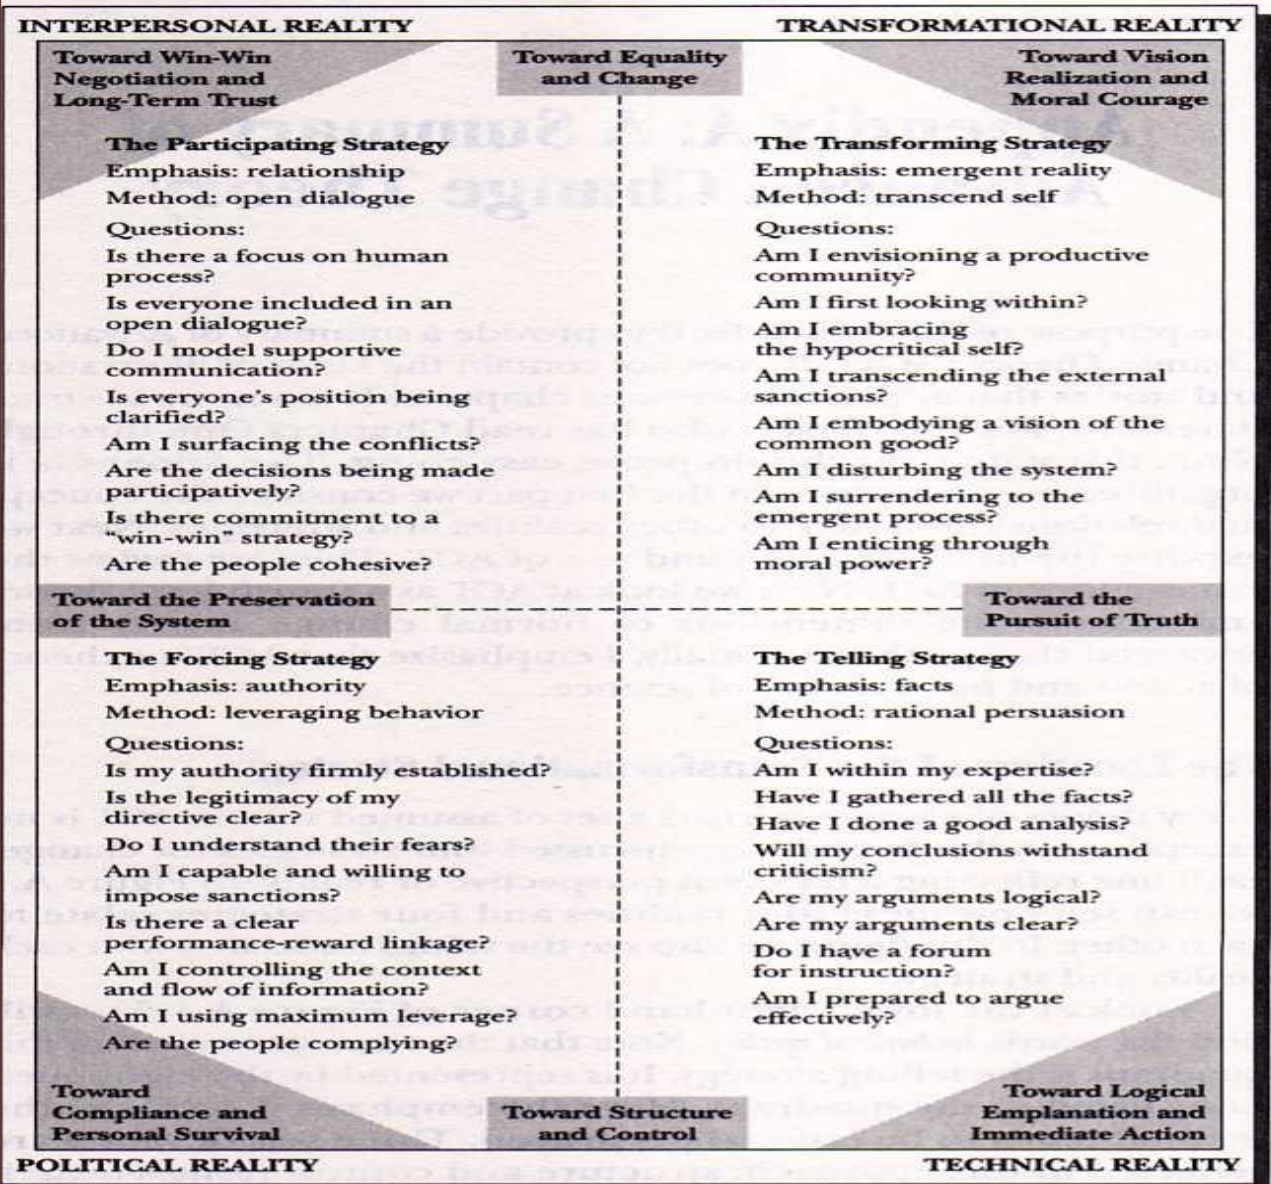 INTERPERSONAL REALITY
TRANSFORMATIONAL REALITY
Toward Win-Win
Negotiation and
Long-Term Trust
Toward Equality
and Change
Toward Vision
Realization and
Moral Courage
The Participating Strategy
Emphasis: relationship
Method: open dialogue
Questions:
Is there a focus on human
process?
Is everyone included in an
open dialogue?
Do I model supportive
communication?
Is everyone's position being
clarified?
Am I surfacing the conflicts?
Are the decisions being made
participatively?
Is there commitment to a
"win-win" strategy?
Are the people cohesive?
The Transforming Strategy
Emphasis: emergent reality
Method: transcend self
Questions:
Am I envisioning a productive
community?
Am I first looking within?
Am I embracing
the hypocritical self?
Am I transcending the external
sanctions?
Am I embodying a vision of the
common good?
Am I disturbing the system?
Am I surrendering to the
emergent process?
Am I enticing through
moral power?
Toward the Preservation
of the System
Toward the
Pursuit of Truth
The Forcing Strategy
Emphasis: authority
Method: leveraging behavior
Questions:
Is my authority firmly established?
Is the legitimacy of my
directive clear?
Do I understand their fears?
Am I capable and willing to
impose sanctions?
Is there a clear
performance-reward linkage?
Am I controlling the context
and flow of information?
Am I using maximum leverage?
Are the people complying?
The Telling Strategy
Emphasis: facts
Method: rational persuasion
Questions:
Am I within my expertise?
Have I gathered all the facts?
Have I done a good analysis?
Will my conclusions withstand
criticism?
Are my arguments logical?
Are my arguments clear?
Do I have a forum
for instruction?
Am I prepared to argue
effectively?
Toward
Compliance and
Personal Survival
Toward Structure
and Control
Toward Logical
Emplanation and
Immediate Action
POLITICAL REALITY
TECHNICAL REALITY